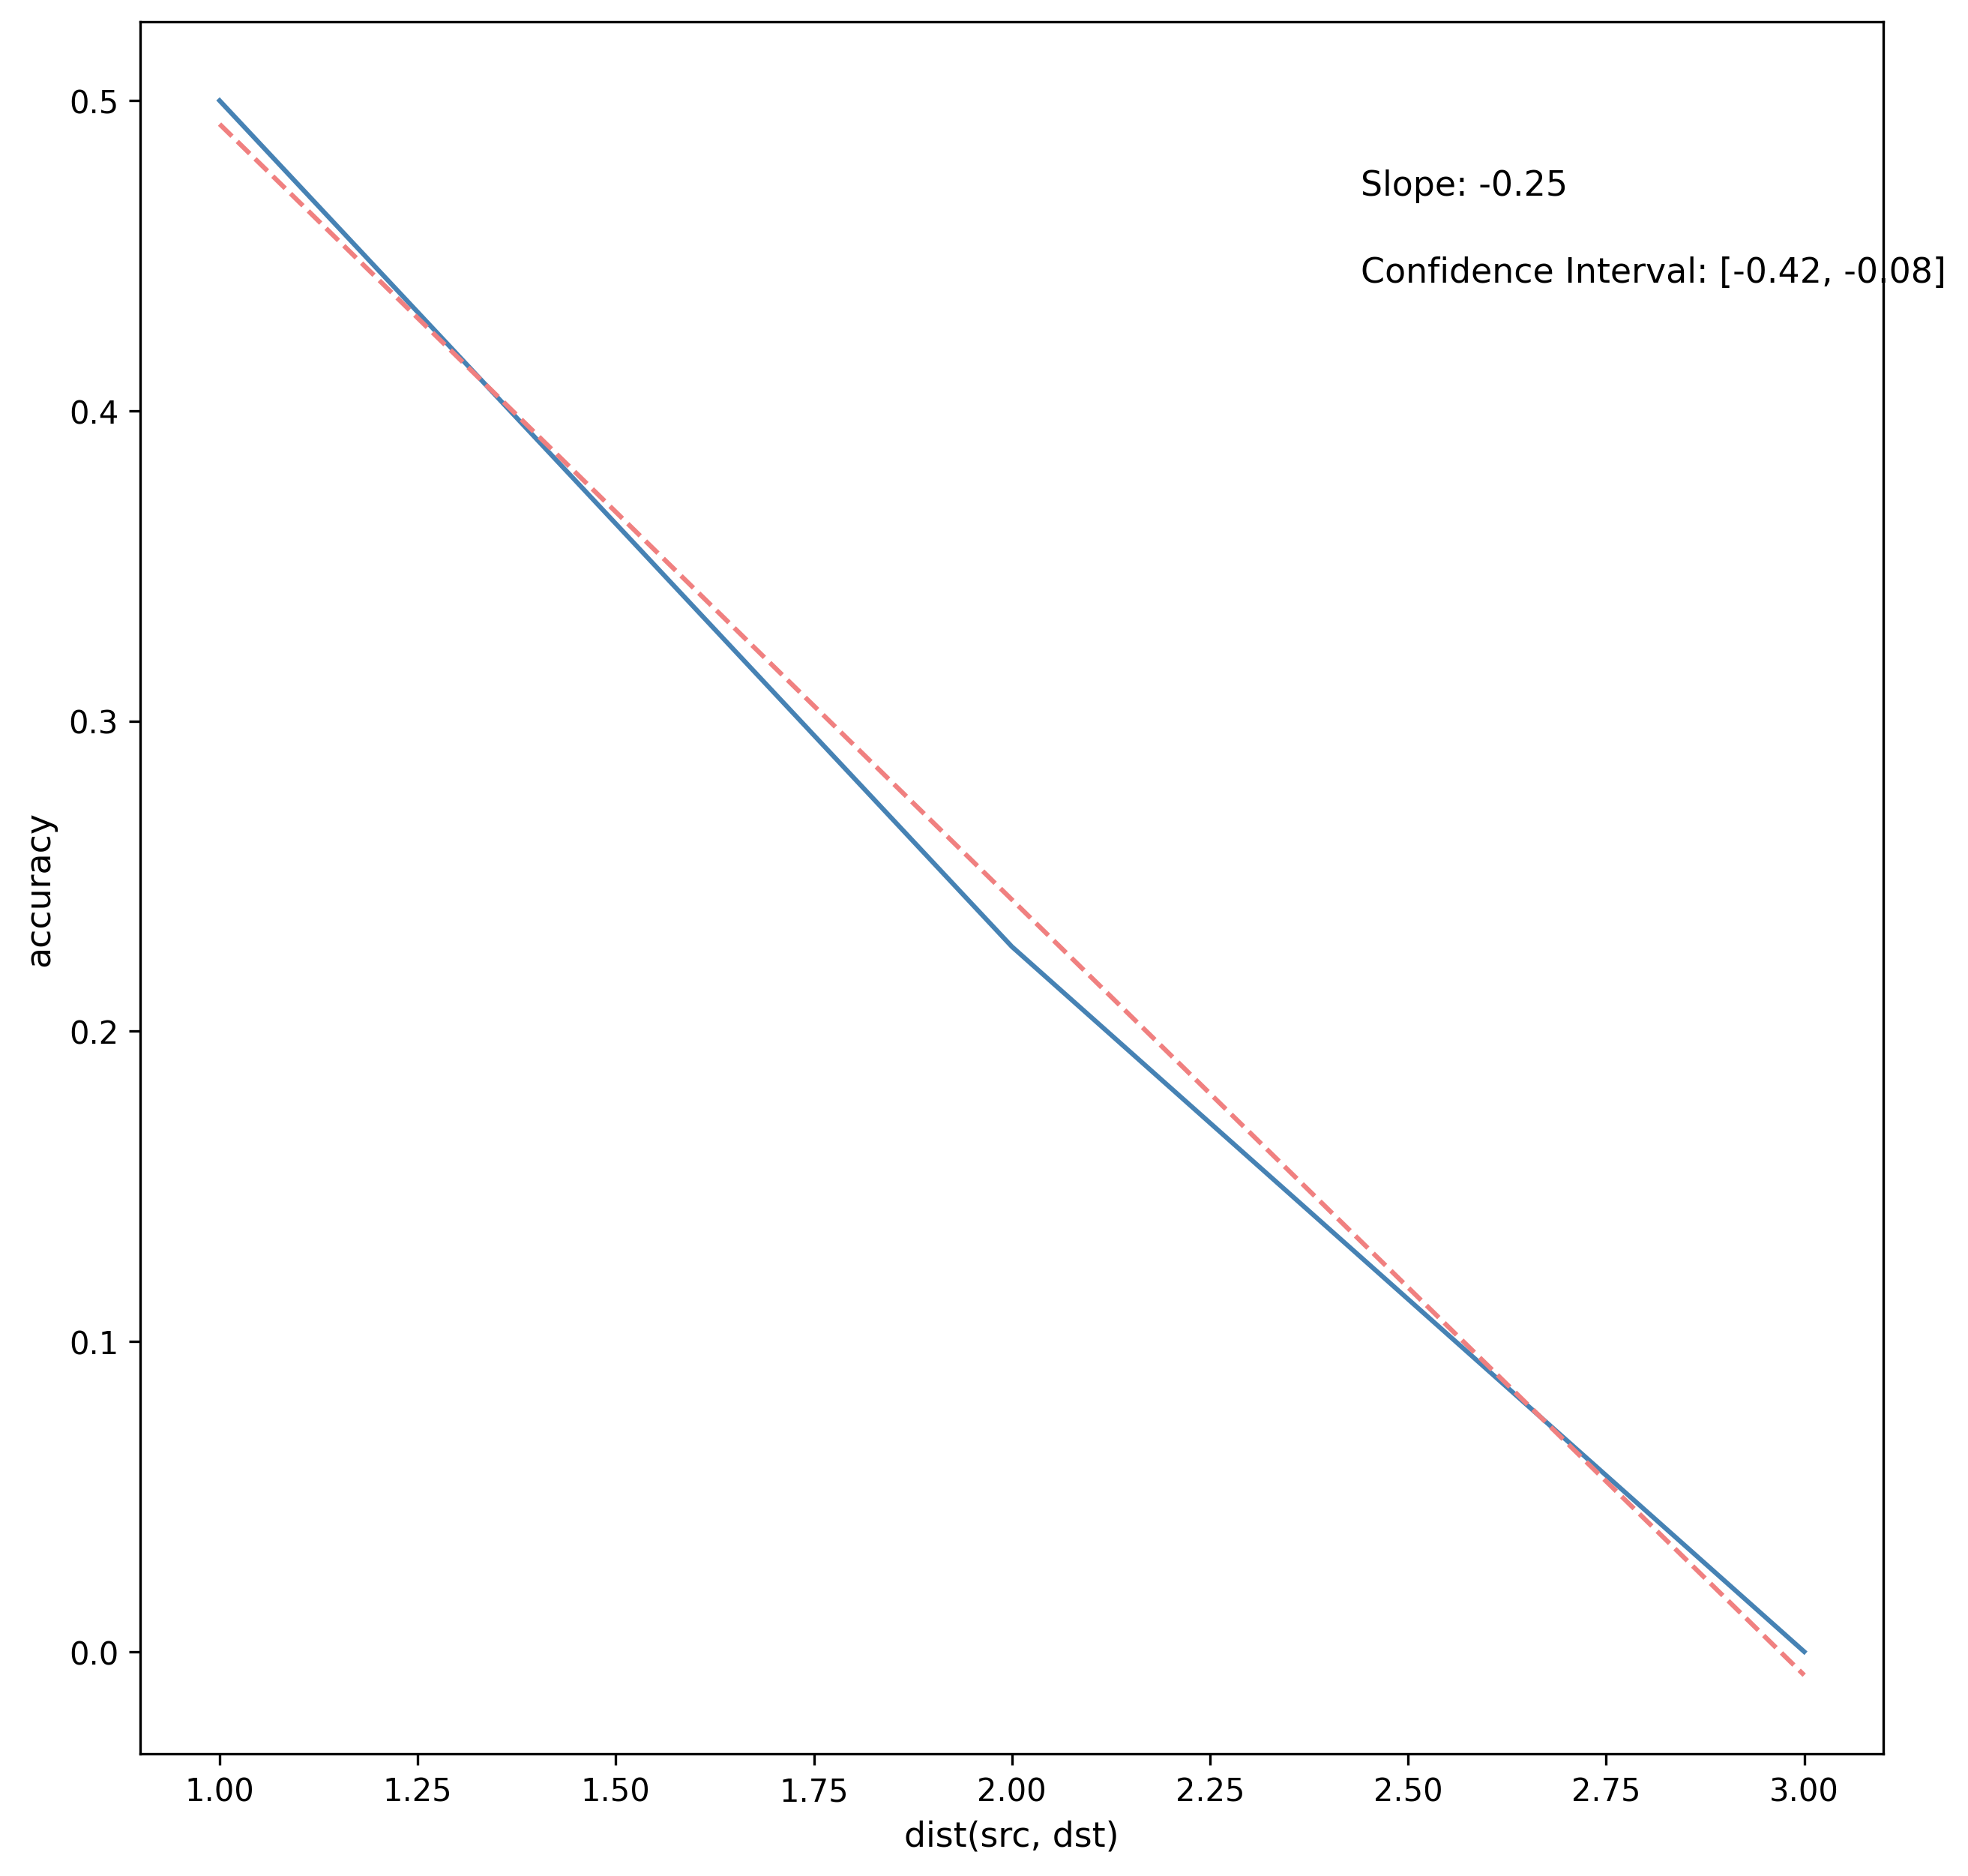 0.5
Slope: -0.25
Confidence Interval: [-0.42, -0.08]
0.4
0.3
accuracy
0.2
0.1
0.0
1.00 1.25 1.50 1.75 2.00 2.25 2.50 2.75 3.00
dist(src, dst)